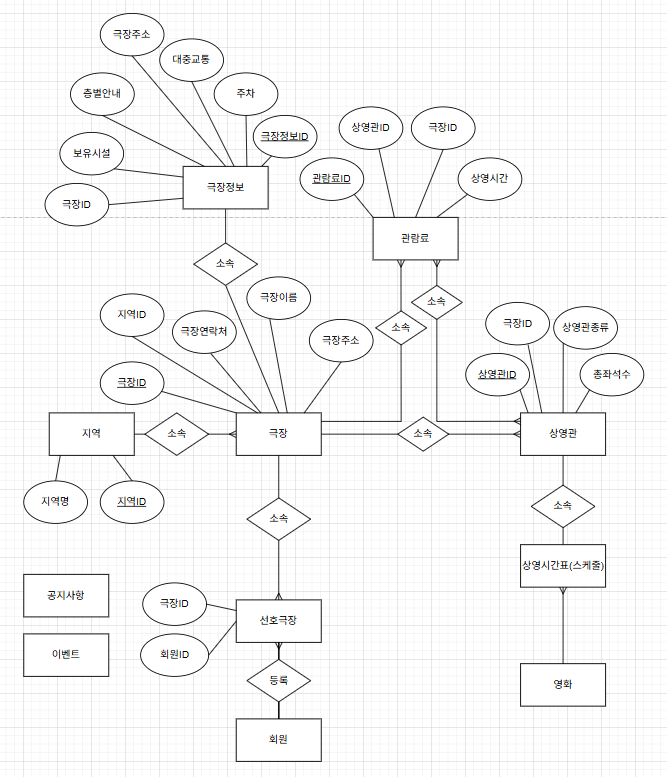 극장주소
대중교통
층별안내
주차
극장정보ID
보유시설
극장ID
극장정보
상영관ID
극장ID
관람료ID
상영시간
관람료
소속
소속
소속
극장이름
지역ID
극장연락처
극장주소
극장ID
극장ID
상영관종류
상영관ID
총좌석수
지역
소속
극장
소속
상영관
지역명
지역ID
소속
소속
상영시간표(스케줄)
공지사항
극장ID
선호극장
이벤트
회원ID
등록
영화
회원